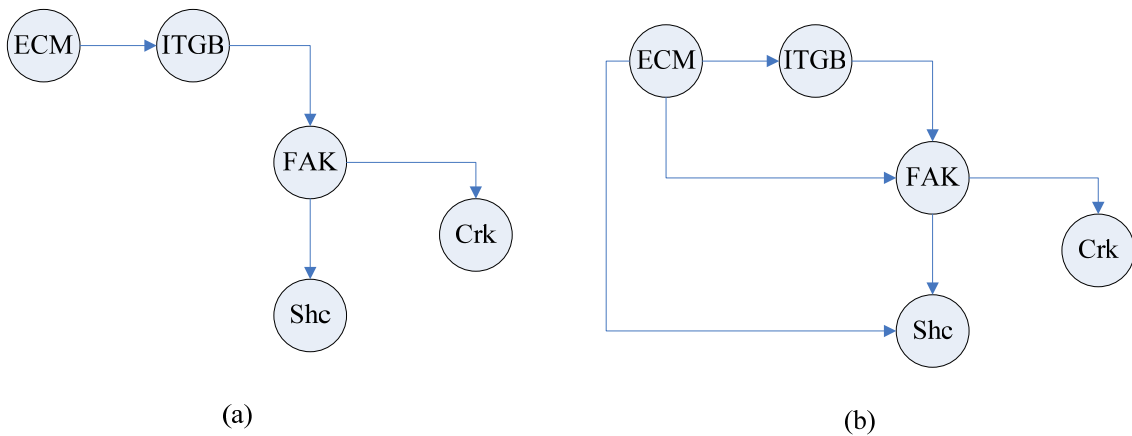 ECM
ITGB
FAK
Crk
Shc
(a)
ECM
ITGB
FAK
Crk
Shc
(b)